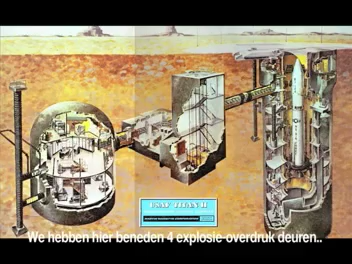 USAF TITAN II
We hebben hier beneden 4 explosie-overdruk deuren..